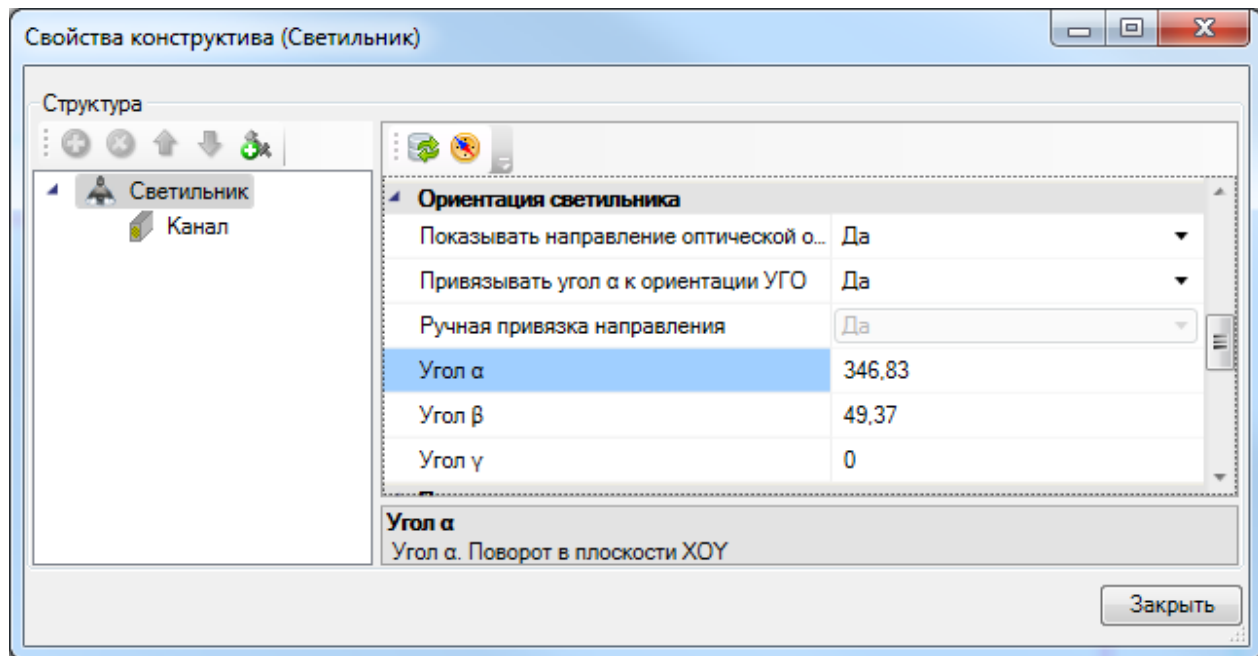 Свойства конструктива (Светильник)
Структура
Светильник
Канал
Ориентация светильника
Показывать направление оптической о... Да
Привязывать угол α к ориентации УГО Да
Ручная привязка направления Да
Угол α 346,83
Угол β 49,37
Угол γ 0
Угол α
Угол α. Поворот в плоскости XOY
Закрыть